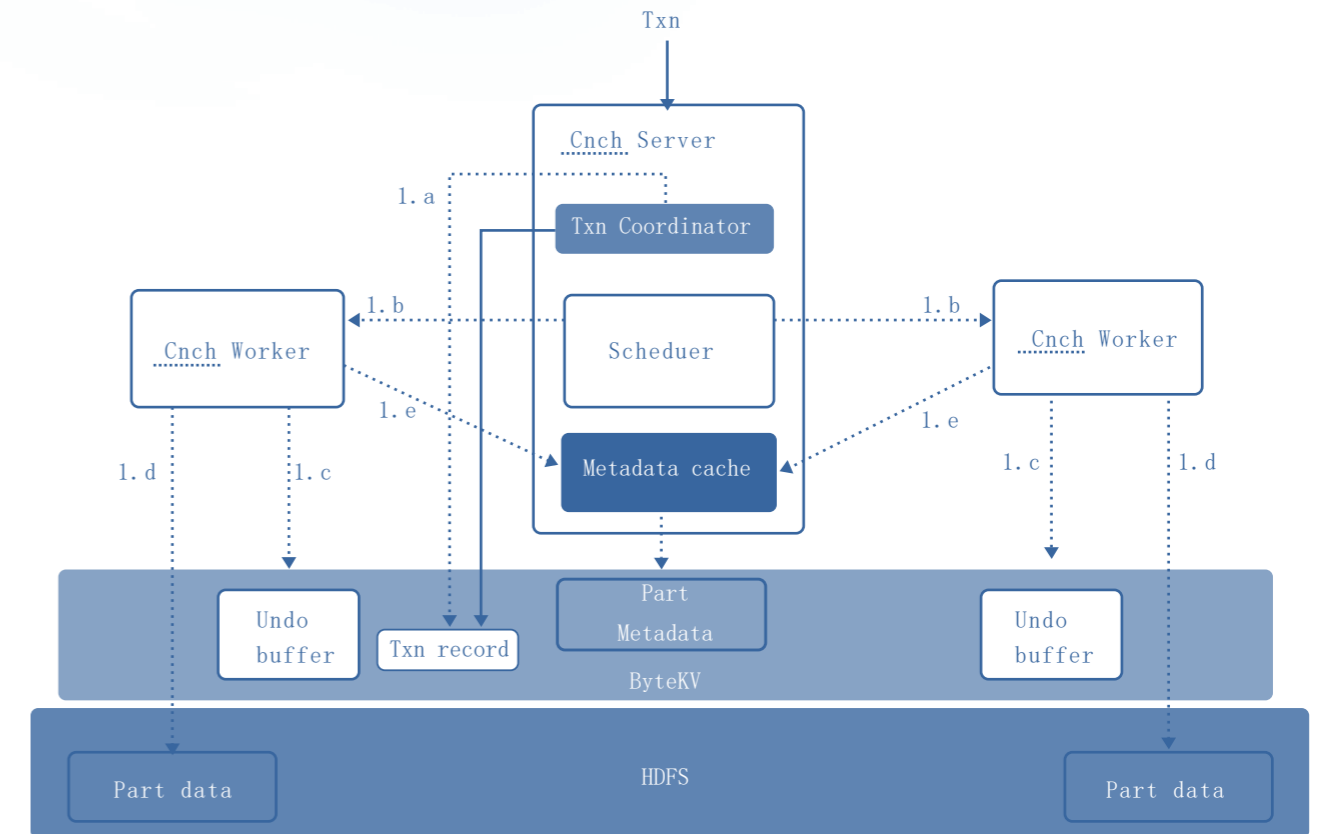 Txn
Cnch Server
1.a
Txn Coordinator
1.b
1.b
Cnch Worker
Scheduer
Cnch Worker
1.e
1.e
Metadata cache
1.d
1.c
1.c
1.d
Part
Metadata
Undo
buffer
Txn record
Undo
buffer
ByteKV
HDFS
Part data
Part data